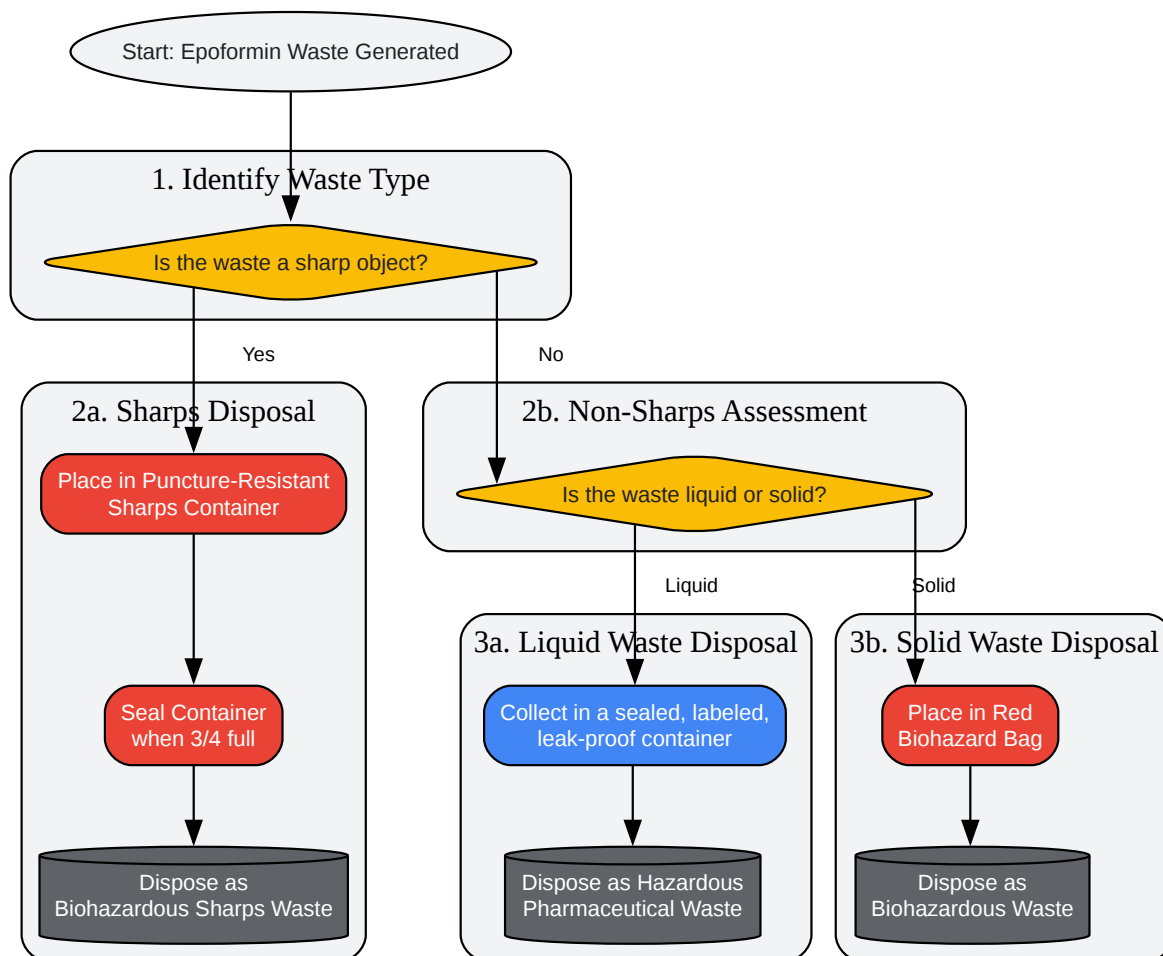 Start: Epoformin Waste Generated
1. Identify Waste Type
Is the waste a sharp object?
Yes
No
2a. Sharps Disposal
Place in Puncture-Resistant
Sharps Container
Seal Container
when 3/4 full
Dispose as
Biohazardous Sharps Waste
2b. Non-Sharps Assessment
Is the waste liquid or solid?
Liquid
Solid
3a. Liquid Waste Disposal
Collect in a sealed, labeled,
leak-proof container
Dispose as Hazardous
Pharmaceutical Waste
3b. Solid Waste Disposal
Place in Red
Biohazard Bag
Dispose as
Biohazardous Waste